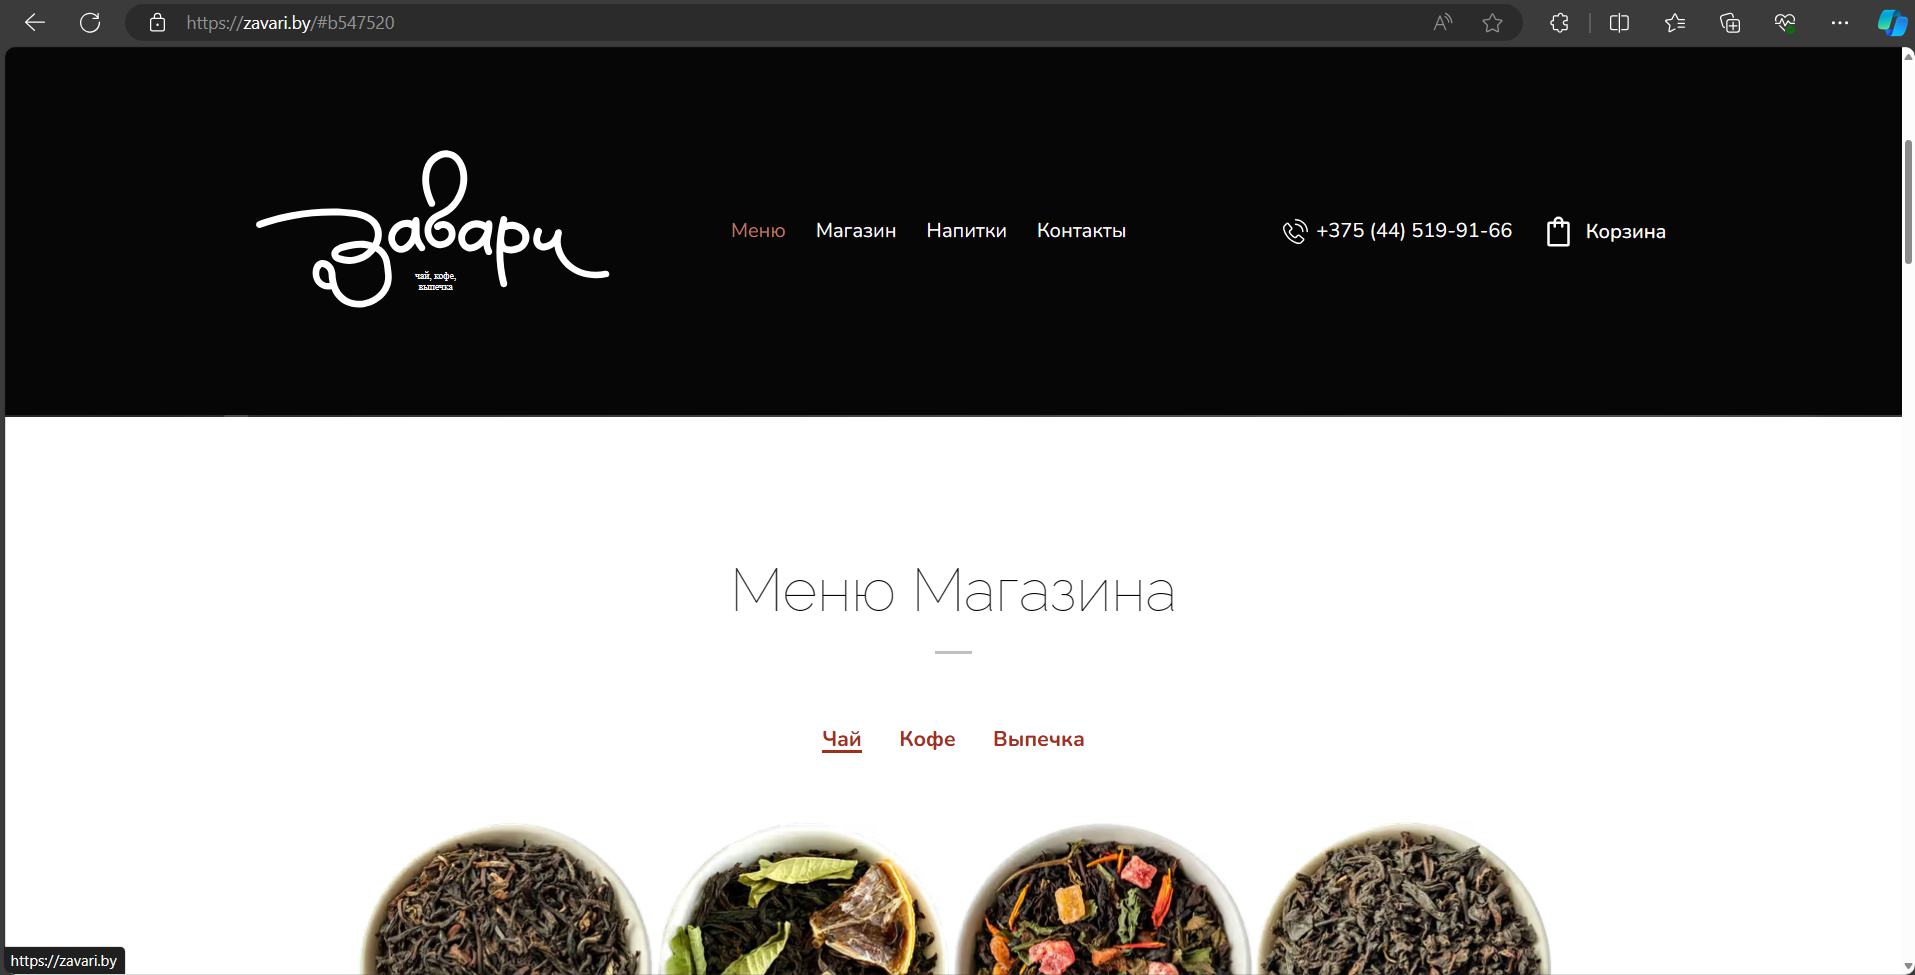 https://zavari.by/#b547520
Завари
чай, кофе,
выпечка
Меню Магазин Напитки Контакты
+375 (44) 519-91-66
Корзина
Меню Магазина
Чай Кофе Выпечка
https://zavari.by